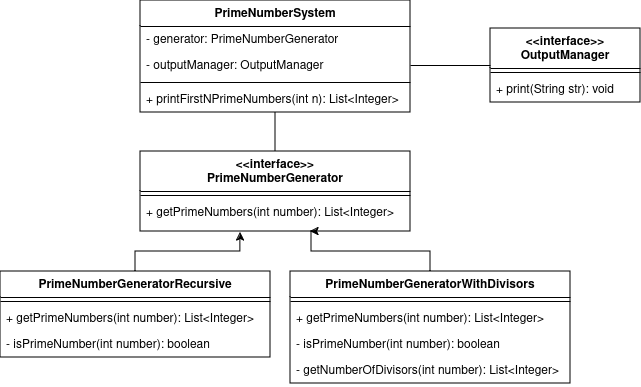 PrimeNumberSystem
- generator: PrimeNumberGenerator
- outputManager: OutputManager
+ printFirstNPrimeNumbers(int n): List<Integer>
<<interface>>
OutputManager
+ print(String str): void
<<interface>>
PrimeNumberGenerator
+ getPrimeNumbers(int number): List<Integer>
PrimeNumberGeneratorRecursive
+ getPrimeNumbers(int number): List<Integer>
- isPrimeNumber(int number): boolean
PrimeNumberGeneratorWithDivisors
+ getPrimeNumbers(int number): List<Integer>
- isPrimeNumber(int number): boolean
- getNumberOfDivisors(int number): List<Integer>